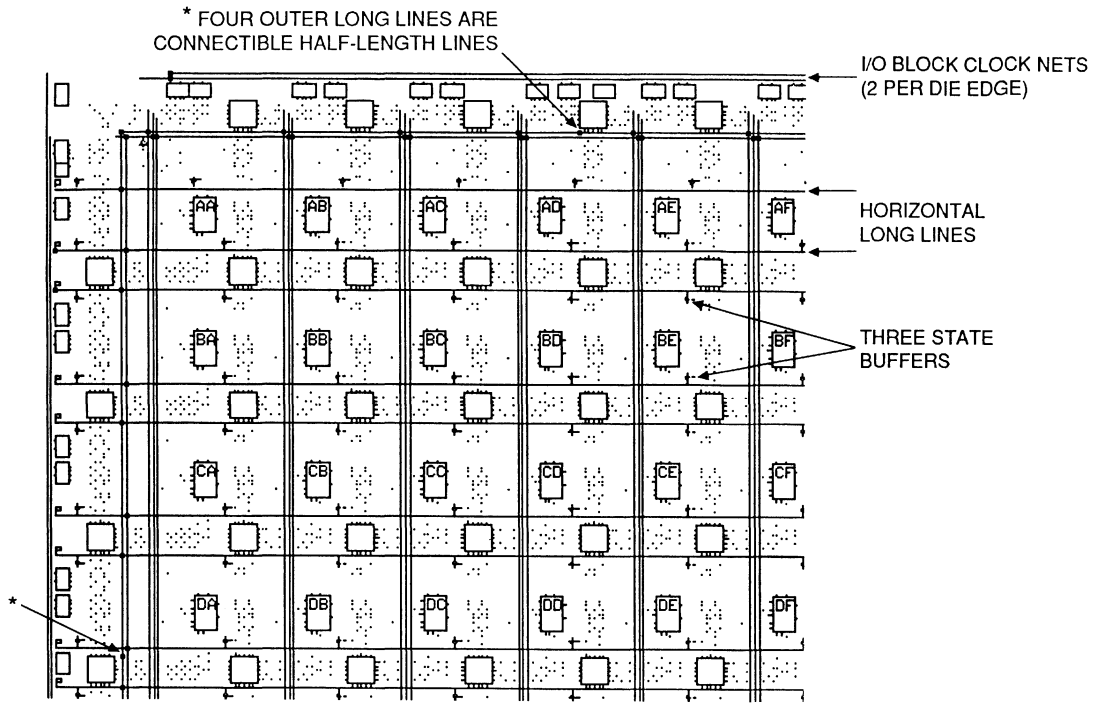 * FOUR OUTER LONG LINES ARE
CONNECTIBLE HALF-LENGTH LINES
I/O BLOCK CLOCK NETS
(2 PER DIE EDGE)
AA AB AC AD AE AF
HORIZONTAL
LONG LINES
BA BB BC BD BE BF
THREE STATE
BUFFERS
CA CB CC CD CE CF
*
DA DB DC DD DE DF